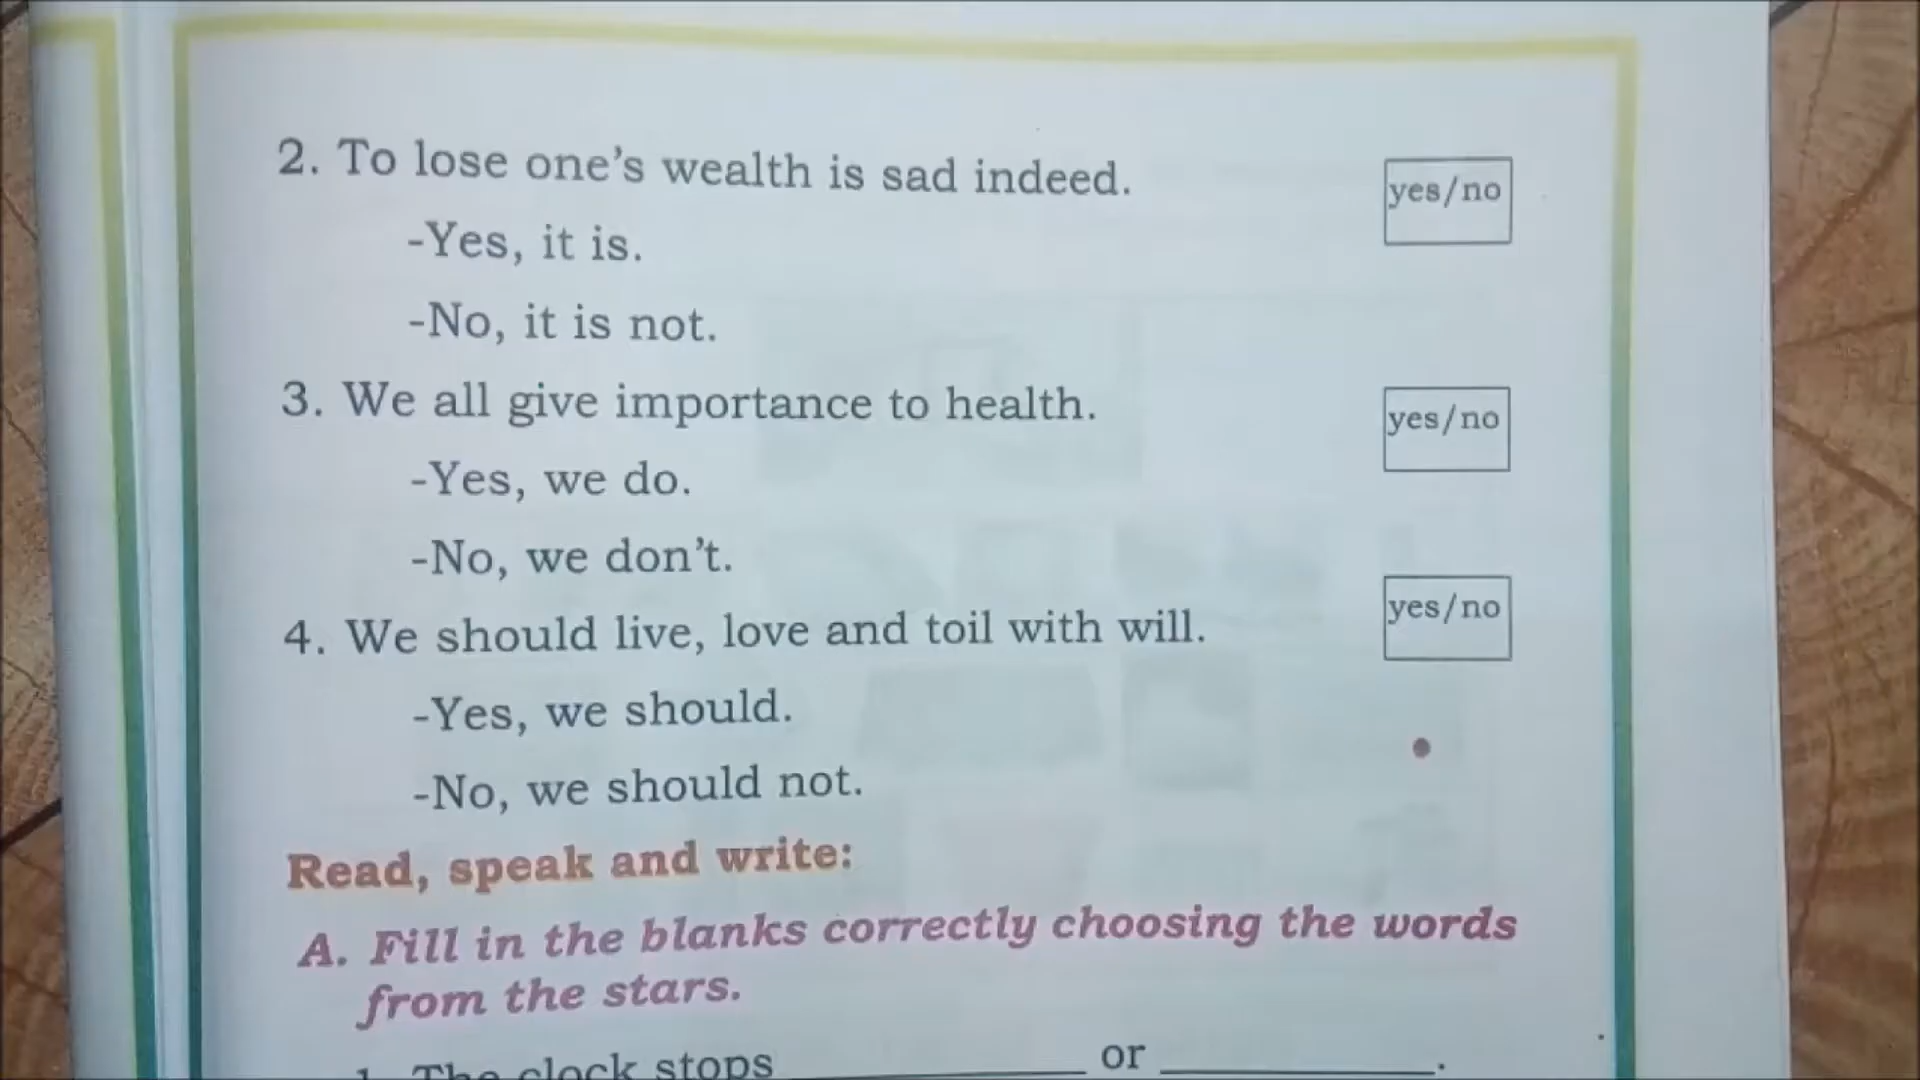 2. To lose one's wealth is sad indeed.
yes/no
-Yes, it is.
-No, it is not.
3. We all give importance to health.
yes/no
-Yes, we do.
-No, we don't.
4. We should live, love and toil with will.
yes/no
-Yes, we should.
-No, we should not.
Read, speak and write:
A. Fill in the blanks correctly choosing the words
from the stars.
1. The clock stops __________ or __________.